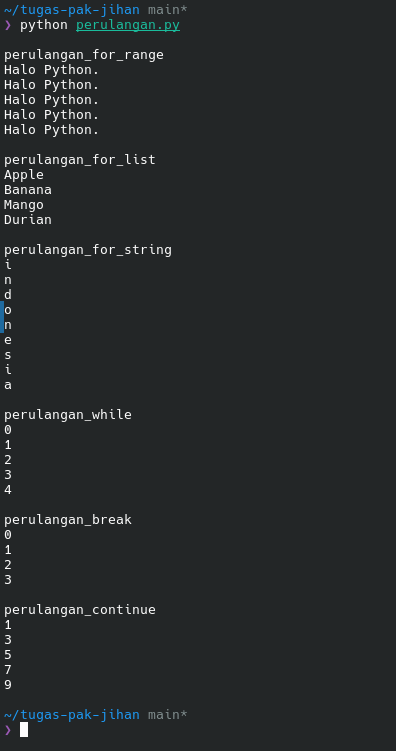 ~/tugas-pak-jihan main*
❯ python perulangan.py
perulangan_for_range
Halo Python.
Halo Python.
Halo Python.
Halo Python.
Halo Python.
perulangan_for_list
Apple
Banana
Mango
Durian
perulangan_for_string
i
n
d
o
n
e
s
i
a
perulangan_while
0
1
2
3
4
perulangan_break
0
1
2
3
perulangan_continue
1
3
5
7
9
~/tugas-pak-jihan main*
❯